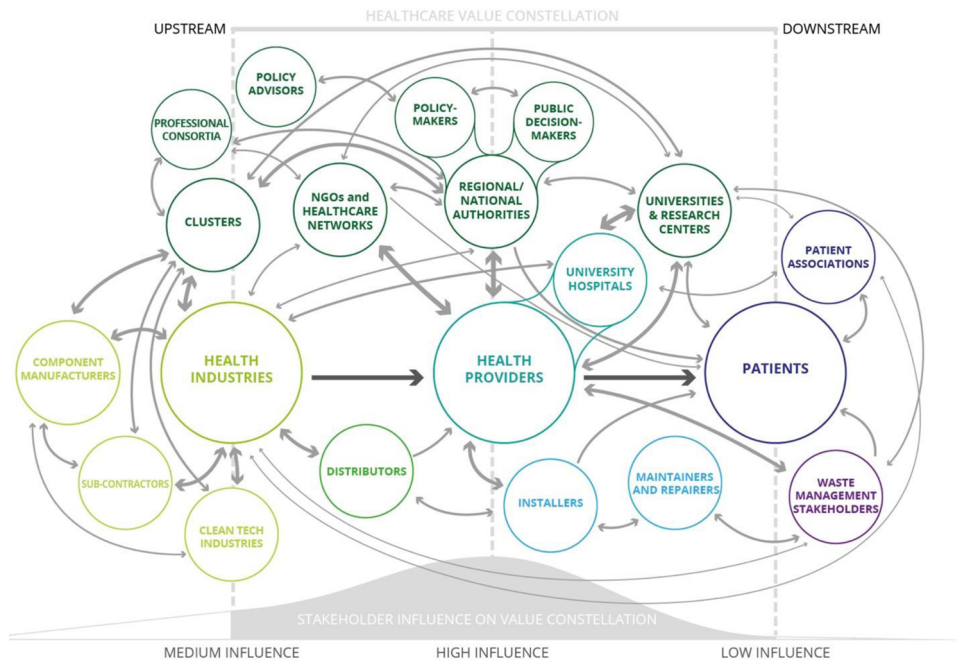 HEALTHCARE VALUE CONSTELLATION
UPSTREAM
DOWNSTREAM
POLICY
ADVISORS
PROFESSIONAL
CONSORTIA
POLICY-
MAKERS
PUBLIC
DECISION-
MAKERS
CLUSTERS
NGOs and
HEALTHCARE
NETWORKS
REGIONAL/
NATIONAL
AUTHORITIES
UNIVERSITIES
& RESEARCH
CENTERS
PATIENT
ASSOCIATIONS
UNIVERSITY
HOSPITALS
COMPONENT
MANUFACTURERS
HEALTH
INDUSTRIES
HEALTH
PROVIDERS
PATIENTS
SUB-CONTRACTORS
DISTRIBUTORS
INSTALLERS
MAINTAINERS
AND REPAIRERS
WASTE
MANAGEMENT
STAKEHOLDERS
CLEAN TECH
INDUSTRIES
STAKEHOLDER INFLUENCE ON VALUE CONSTELLATION
MEDIUM INFLUENCE
HIGH INFLUENCE
LOW INFLUENCE